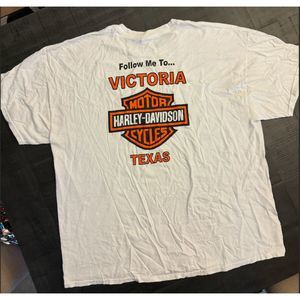 Follow Me To...
VICTORIA
MOTOR
HARLEY-DAVIDSON
CYCLES
TEXAS